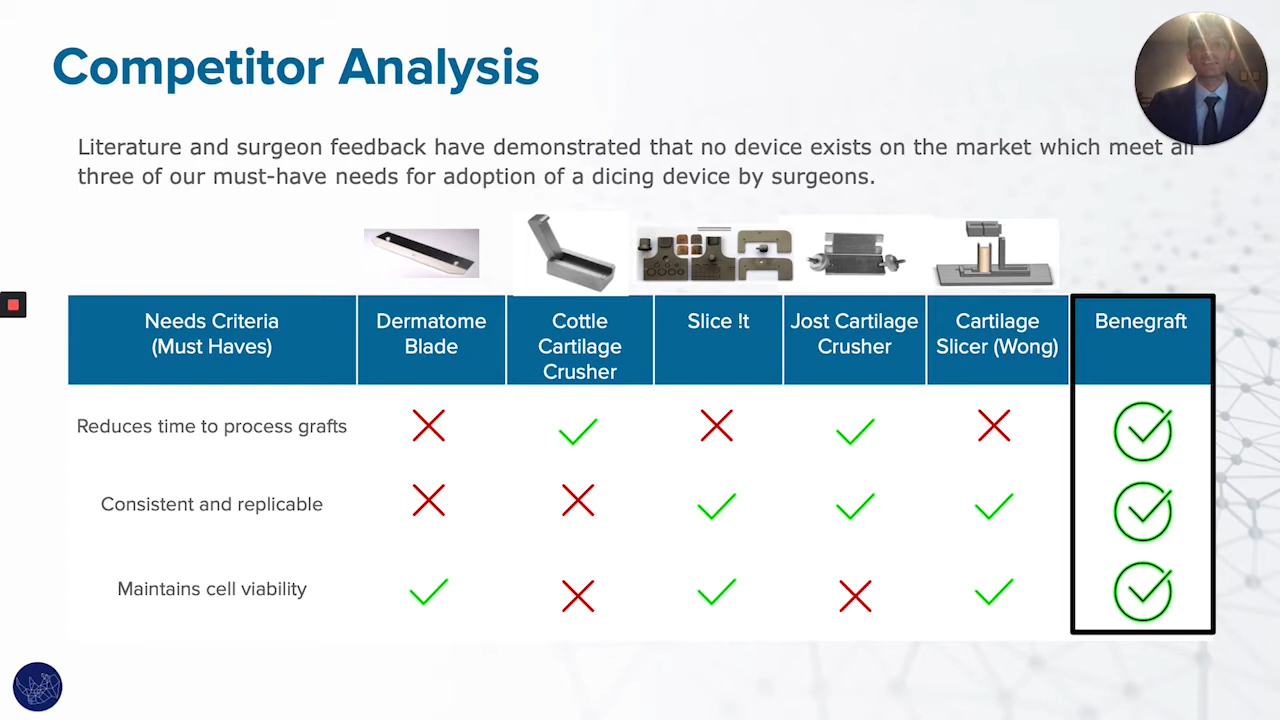 Competitor Analysis
Literature and surgeon feedback have demonstrated that no device exists on the market which meet all
three of our must-have needs for adoption of a dicing device by surgeons.
Needs Criteria
(Must Haves)
Dermatome
Blade
Cottle
Cartilage
Crusher
Slice !t
Jost Cartilage
Crusher
Cartilage
Slicer (Wong)
Benegraft
Reduces time to process grafts
Consistent and replicable
Maintains cell viability